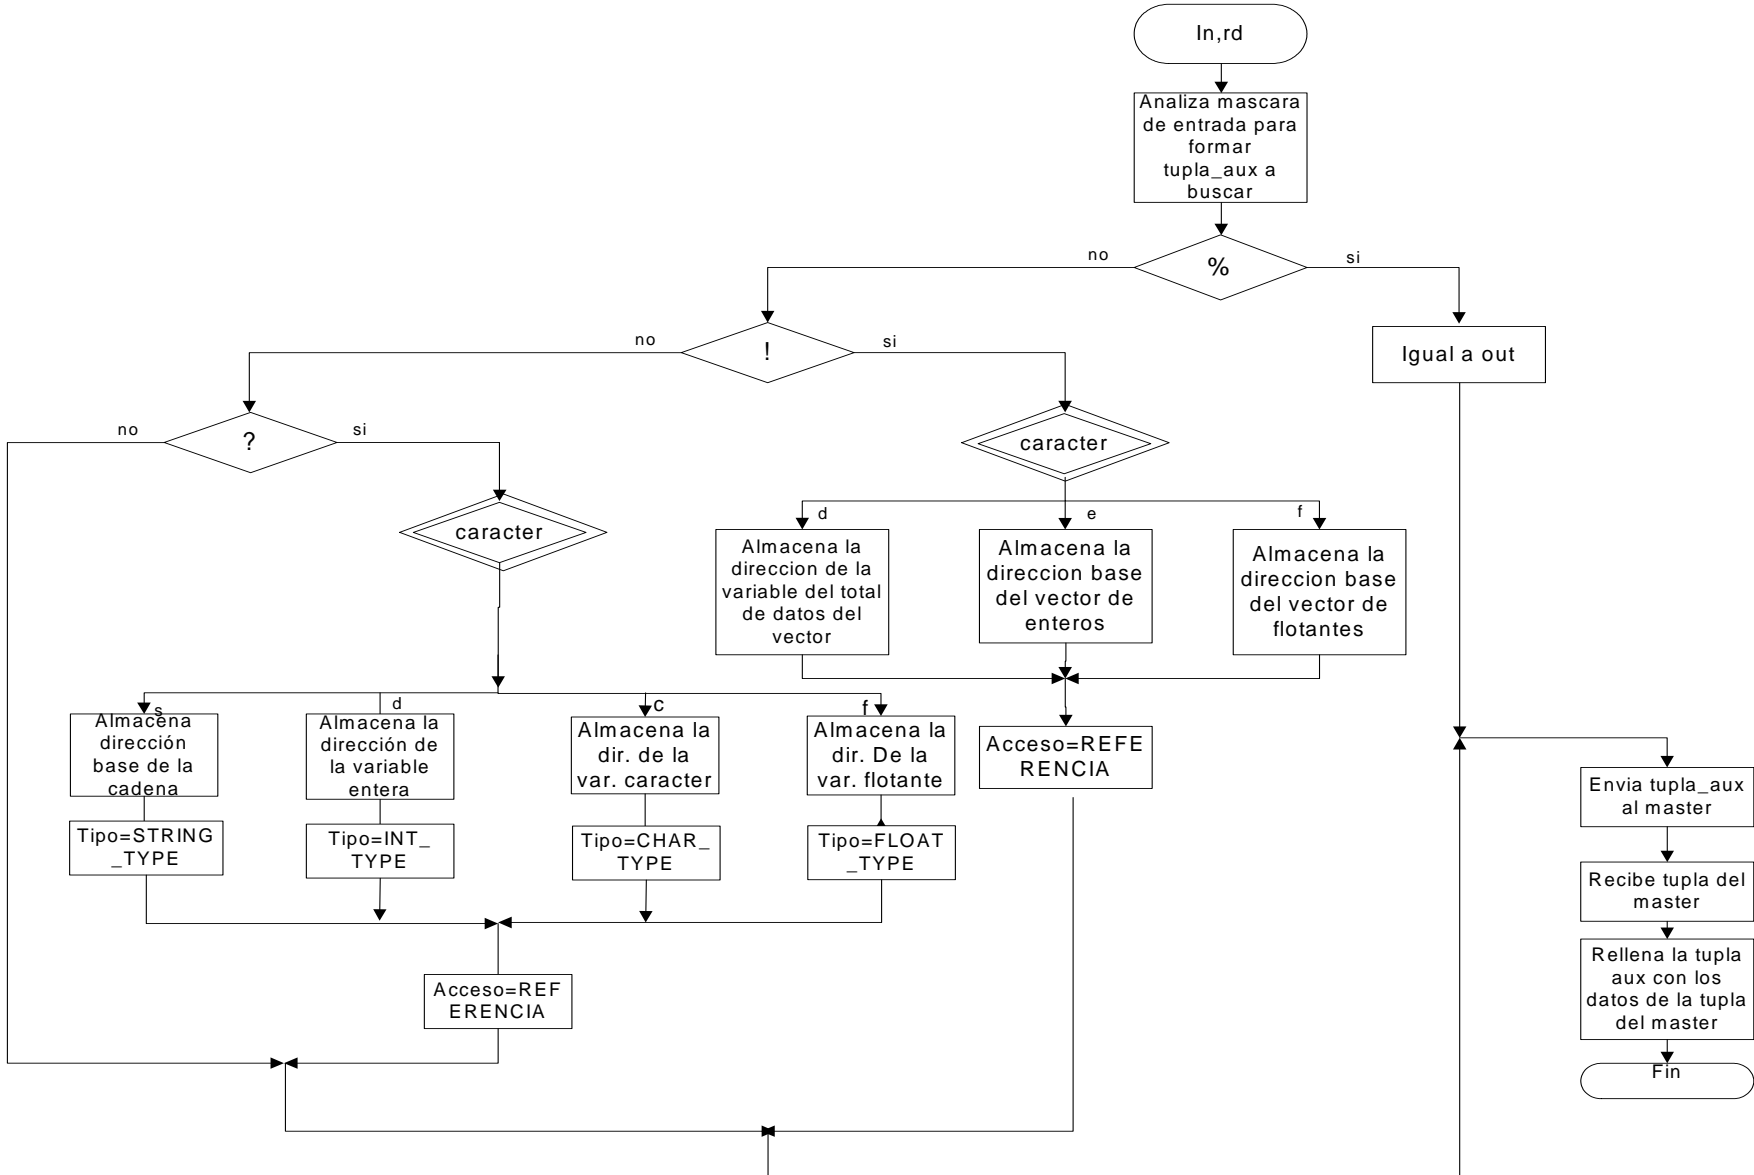 In,rd
Analiza mascara
de entrada para
formar
tupla_aux a
buscar
no
%
si
no
!
si
Igual a out
no
?
si
caracter
caracter
d
e
f
Almacena la
direccion de la
variable del total
de datos del
vector
Almacena la
direccion base
del vector de
enteros
Almacena la
direccion base
del vector de
flotantes
s
d
c
f
Almacena
dirección
base de la
cadena
Almacena la
dirección de
la variable
entera
Almacena la
dir. de la
var. caracter
Almacena la
dir. De la
var. flotante
Acceso=REFE
RENCIA
Tipo=STRING
_TYPE
Tipo=INT_
TYPE
Tipo=CHAR_
TYPE
Tipo=FLOAT
_TYPE
Envia tupla_aux
al master
Recibe tupla del
master
Rellena la tupla
aux con los
datos de la tupla
del master
Acceso=REF
ERENCIA
Fin